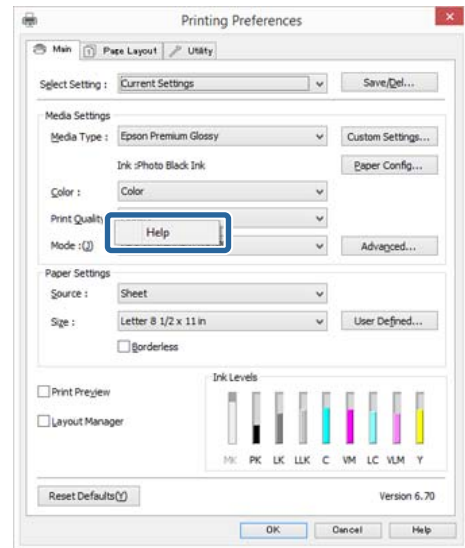 Printing Preferences
Main Page Layout Utility
Select Setting : Current Settings Save/Del...
Media Settings
Media Type : Epson Premium Glossy Custom Settings...
Ink :Photo Black Ink Paper Config...
Color : Color
Print Quality
Help
Mode :(J) Advanced...
Paper Settings
Source : Sheet
Size : Letter 8 1/2 x 11 in User Defined...
Borderless
Ink Levels
Print Preview
Layout Manager
MK PK LK LLK C VM LC VLM Y
Reset Defaults(Y) Version 6.70
OK Cancel Help